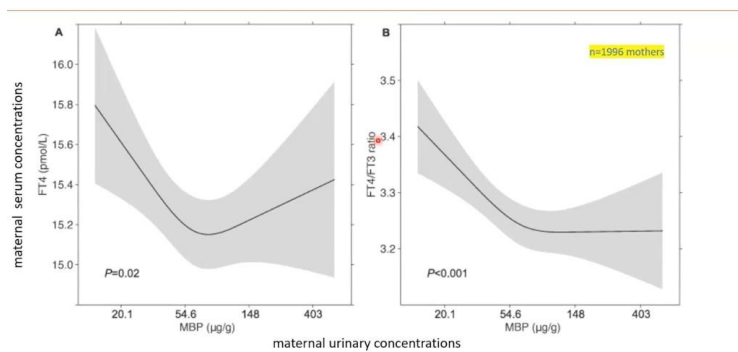 A
B
n=1996 mothers
maternal serum concentrations
FT4 (pmol/L)
16.0
15.8
15.6
15.4
15.2
15.0
P=0.02
20.1
54.6
148
403
MBP (µg/g)
FT4/FT3 ratio
3.5
3.4
3.3
3.2
P<0.001
20.1
54.6
148
403
MBP (µg/g)
maternal urinary concentrations